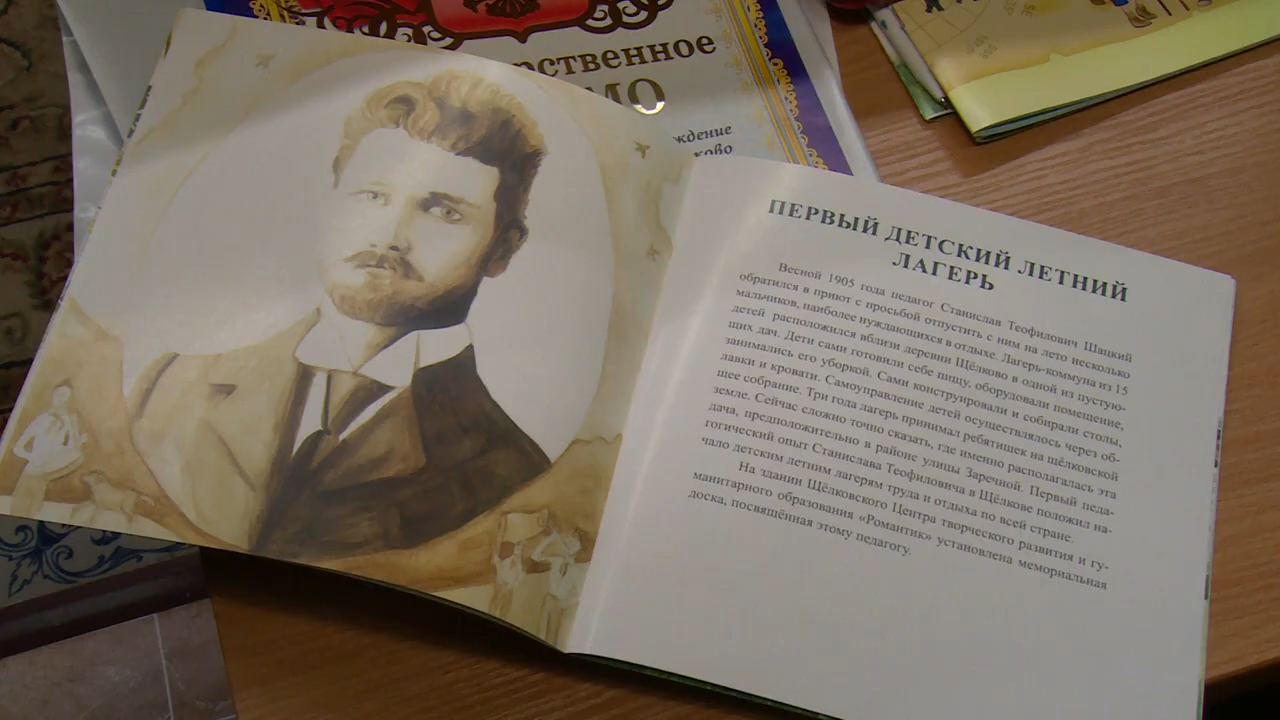 рственное
МО
ждение
ково
ПЕРВЫЙ ДЕТСКИЙ ЛЕТНИЙ
ЛАГЕРЬ
Весной 1905 года педагог Станислав Теофилович Шацкий
обратился в приют с просьбой отпустить с ним на лето несколько
мальчиков, наиболее нуждающихся в отдыхе. Лагерь-коммуна из 15
детей расположился вблизи деревни Щёлково в одной из пустую-
щих дач. Дети сами готовили себе пищу, оборудовали помещение,
занимались его уборкой. Сами конструировали и собирали столы,
лавки и кровати. Самоуправление детей осуществлялось через об-
щее собрание. Три года лагерь принимал ребятишек на щёлковской
земле. Сейчас сложно точно сказать, где именно располагалась эта
дача, предположительно в районе улицы Заречной. Первый педа-
гогический опыт Станислава Теофиловича в Щёлкове положил на-
чало детским летним лагерям труда и отдыха по всей стране.
На здании Щёлковского Центра творческого развития и гу-
манитарного образования «Романтик» установлена мемориальная
доска, посвящённая этому педагогу.